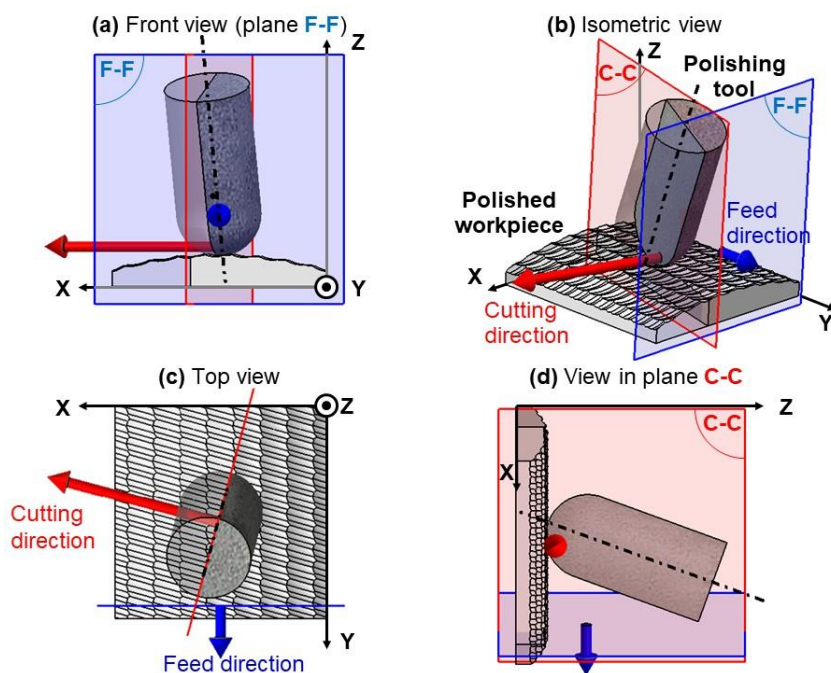 (a) Front view (plane F-F)
Z
F-F
X
Y
(b) Isometric view
Z
C-C
Polishing
tool
F-F
Polished
workpiece
Feed
direction
X
Cutting
direction
Y
(c) Top view
X
Z
Cutting
direction
Y
Feed direction
(d) View in plane C-C
Z
C-C
X